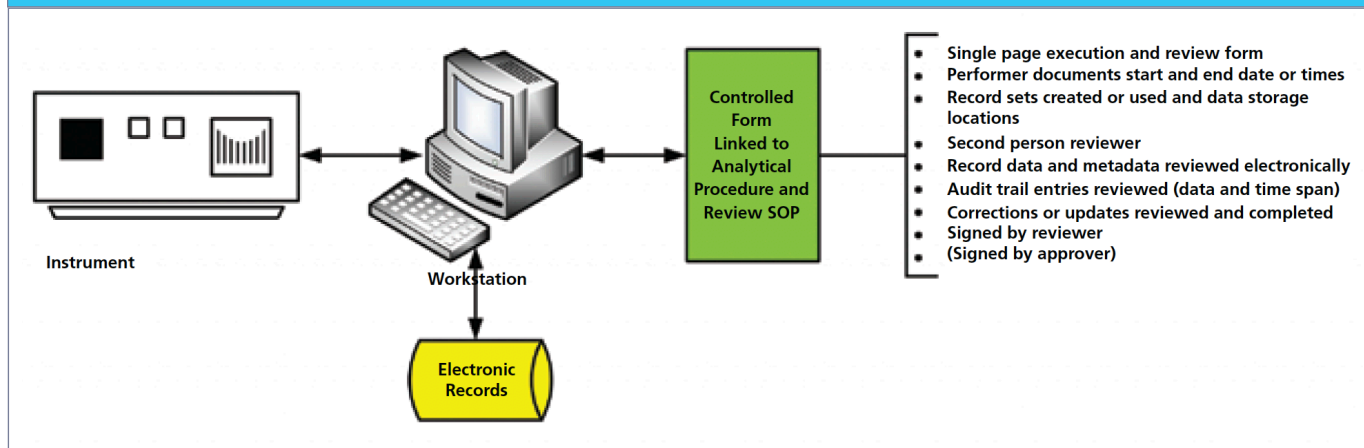 Instrument
Workstation
Electronic
Records
Controlled
Form
Linked to
Analytical
Procedure and
Review SOP
Single page execution and review form
Performer documents start and end date or times
Record sets created or used and data storage
locations
Second person reviewer
Record data and metadata reviewed electronically
Audit trail entries reviewed (data and time span)
Corrections or updates reviewed and completed
Signed by reviewer
(Signed by approver)